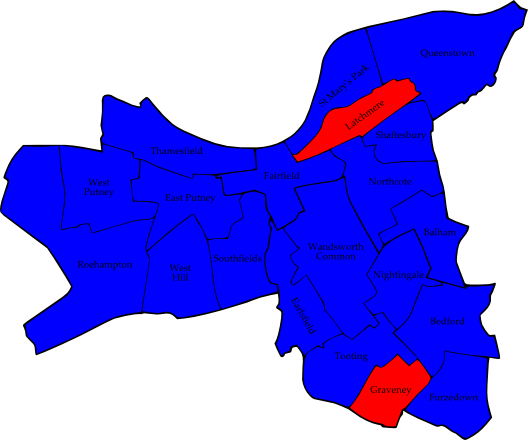 Queenstown
St Mary's Park
Latchmere
Shaftesbury
Thamesfield
Fairfield
Northcote
West
Putney
East Putney
Balham
Wandsworth
Common
Roehampton
Southfields
West
Hill
Nightingale
Earlsfield
Bedford
Tooting
Graveney
Furzedown